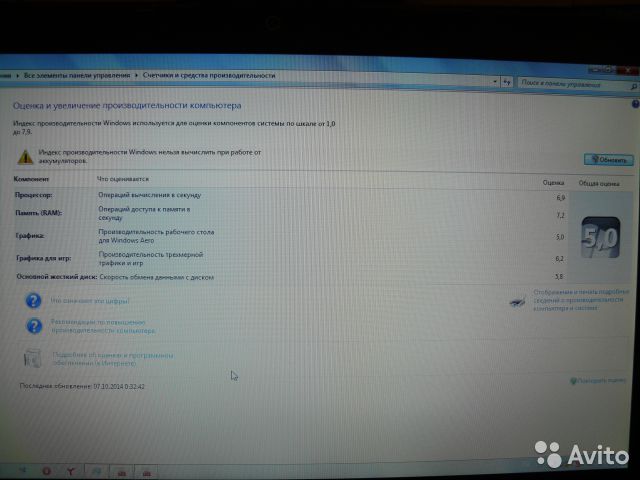 Все элементы панели управления ▸ Счетчики и средства производительности
Поиск в панели управления
Оценка и увеличение производительности компьютера
Индекс производительности Windows используется для оценки компонентов системы по шкале от 1,0
до 7,9.
Индекс производительности Windows нельзя вычислить при работе от
аккумуляторов.
Обновить
Компонент Что оценивается Оценка Общая оценка
Процессор: Операций вычисления в секунду 6,9
Память (RAM): Операций доступа к памяти в
секунду 7,2
Графика: Производительность рабочего стола
для Windows Aero 5,0
5,0
Графика для игр: Производительность трехмерной
графики и игр 6,2
Основной жесткий диск: Скорость обмена данными с диском 5,8
Что означают эти цифры?
Рекомендации по повышению
производительности компьютера.
Отображение и печать подробных
сведений о производительности
компьютера и системе
Подробнее об оценках и программном
обеспечении (в Интернете)
Последнее обновление: 07.10.2014 0:32:42
Повторить оценку
Avito